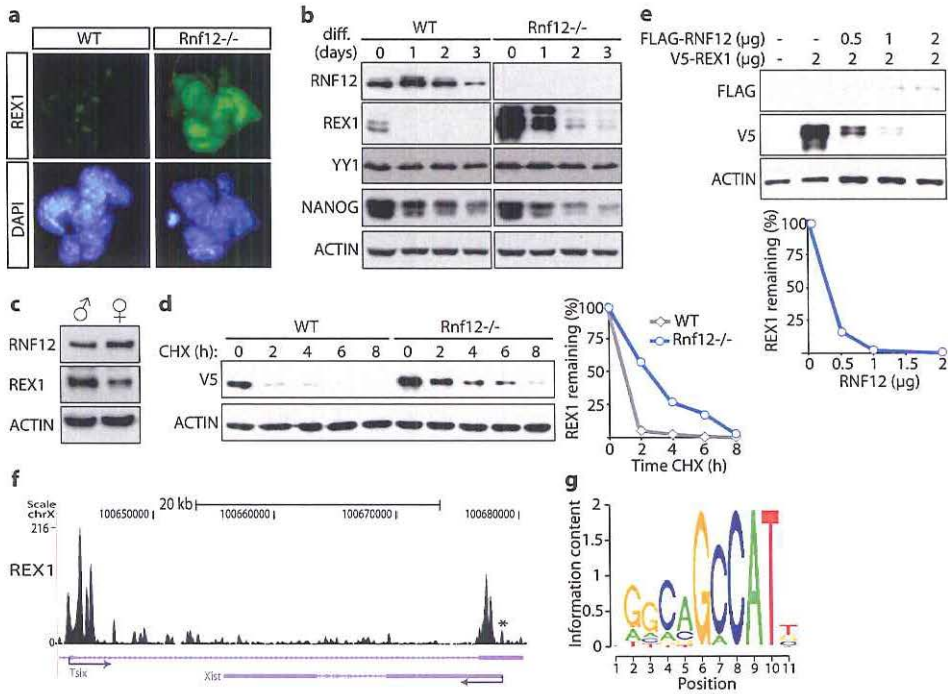 a
WT
Rnf12-/-
REX1
DAPI
b
diff. (days)
WT
Rnf12-/-
0 1 2 3 0 1 2 3
RNF12
REX1
YY1
NANOG
ACTIN
e
FLAG-RNF12 (µg) - - 0.5 1 2
V5-REX1 (µg) - 2 2 2 2
FLAG
V5
ACTIN
REX1 remaining (%)
100
75
50
25
0 0.5 1 2
RNF12 (µg)
c
♂ ♀
RNF12
REX1
ACTIN
d
WT
Rnf12-/-
CHX (h): 0 2 4 6 8 0 2 4 6 8
V5
ACTIN
REX1 remaining (%)
100
75
50
25
0 2 4 6 8
Time CHX (h)
WT
Rnf12-/-
f
Scale
chrX
20 kb
100650000 100660000 100670000 100680000
216
REX1
0
*
Tsix
Xist
g
Information content
2
1.5
1
0.5
0
1 2 3 4 5 6 7 8 9 10 11
Position
GGCAGCCAT